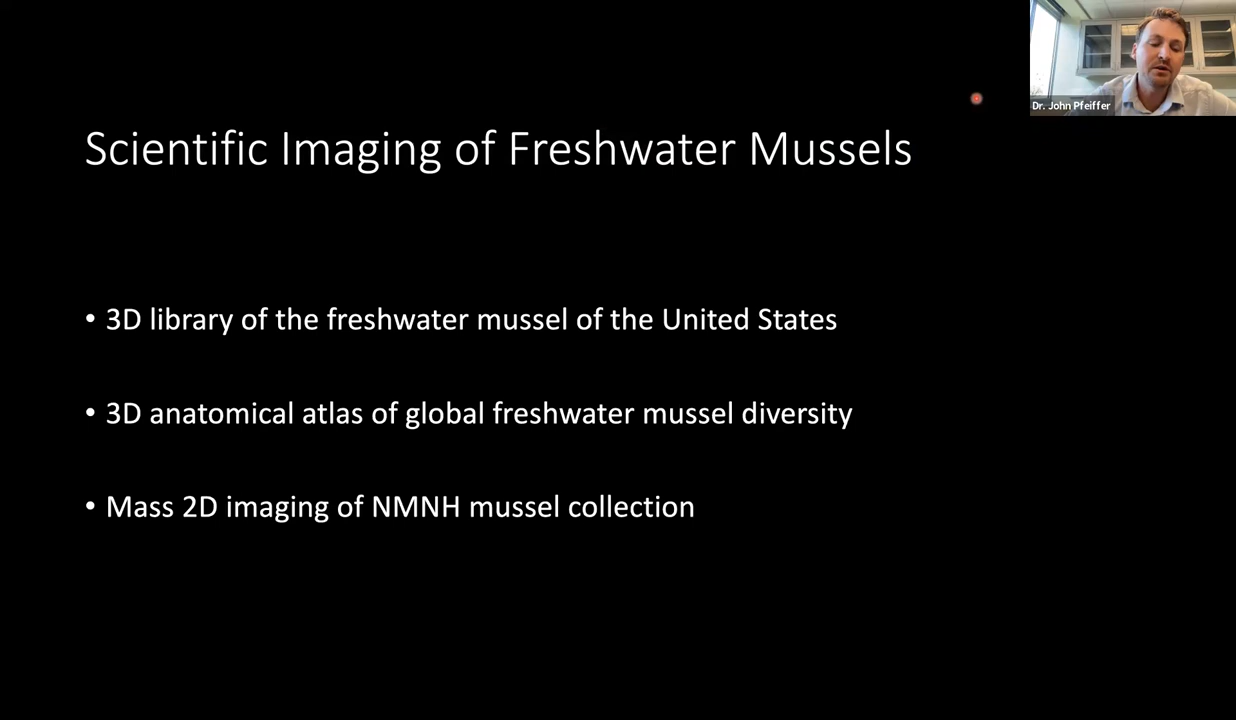 Dr. John Pfeiffer
Scientific Imaging of Freshwater Mussels
• 3D library of the freshwater mussel of the United States
• 3D anatomical atlas of global freshwater mussel diversity
• Mass 2D imaging of NMNH mussel collection